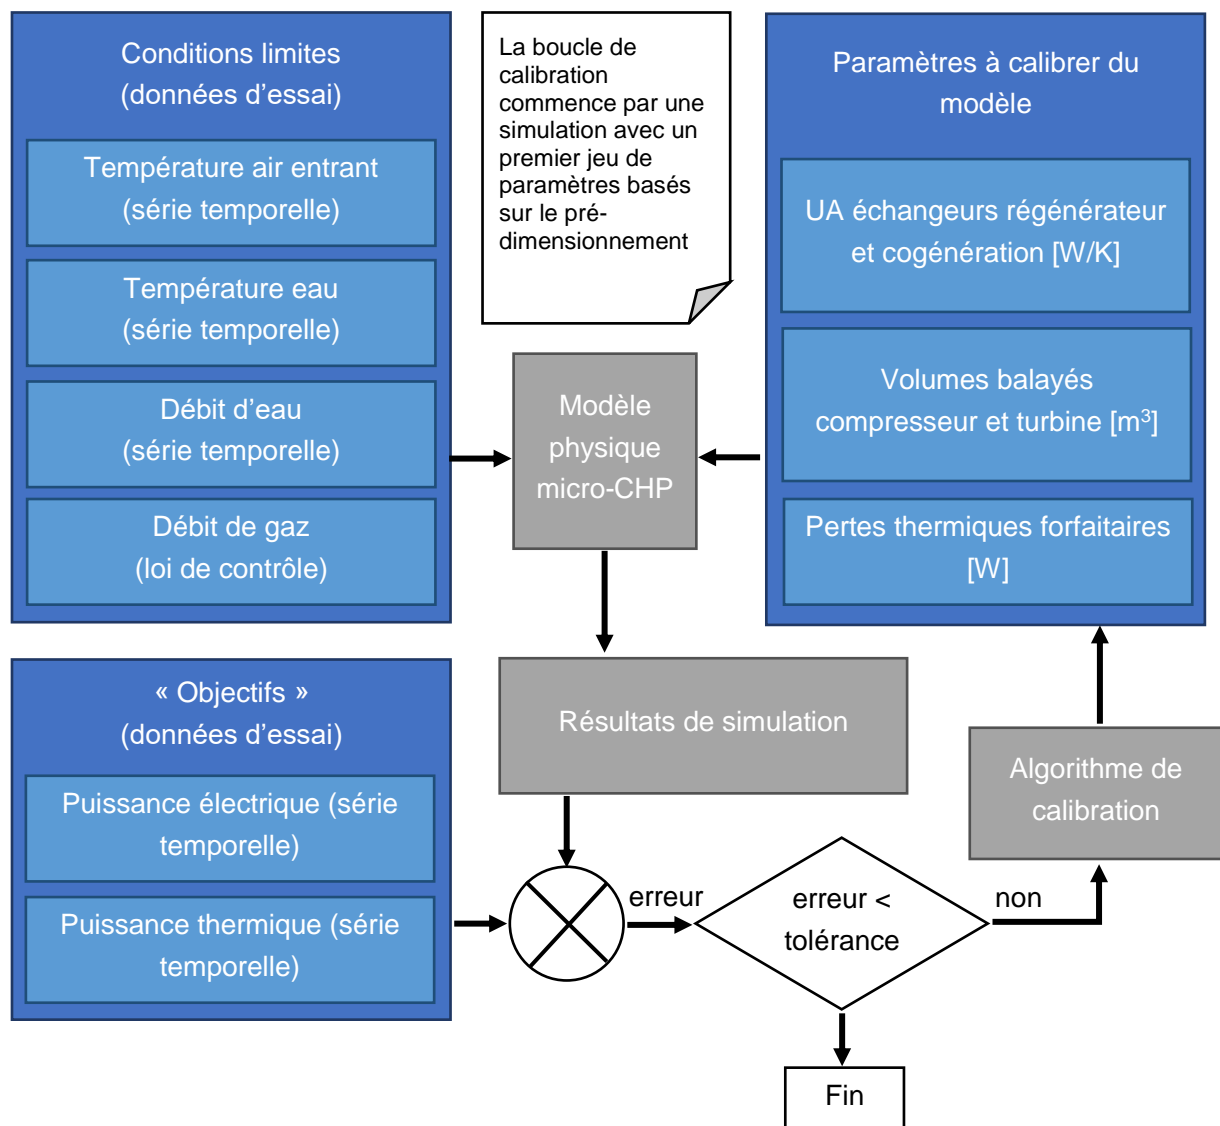 Conditions limites
(données d'essai)
Température air entrant
(série temporelle)
Température eau
(série temporelle)
Débit d'eau
(série temporelle)
Débit de gaz
(loi de contrôle)
La boucle de
calibration
commence par une
simulation avec un
premier jeu de
paramètres basés
sur le pré-
dimensionnement
Paramètres à calibrer du
modèle
UA échangeurs régénérateur
et cogénération [W/K]
Volumes balayés
compresseur et turbine [m³]
Pertes thermiques forfaitaires
[W]
Modèle
physique
micro-CHP
« Objectifs »
(données d'essai)
Puissance électrique (série
temporelle)
Puissance thermique (série
temporelle)
Résultats de simulation
Algorithme de
calibration
erreur
erreur <
tolérance
non
Fin